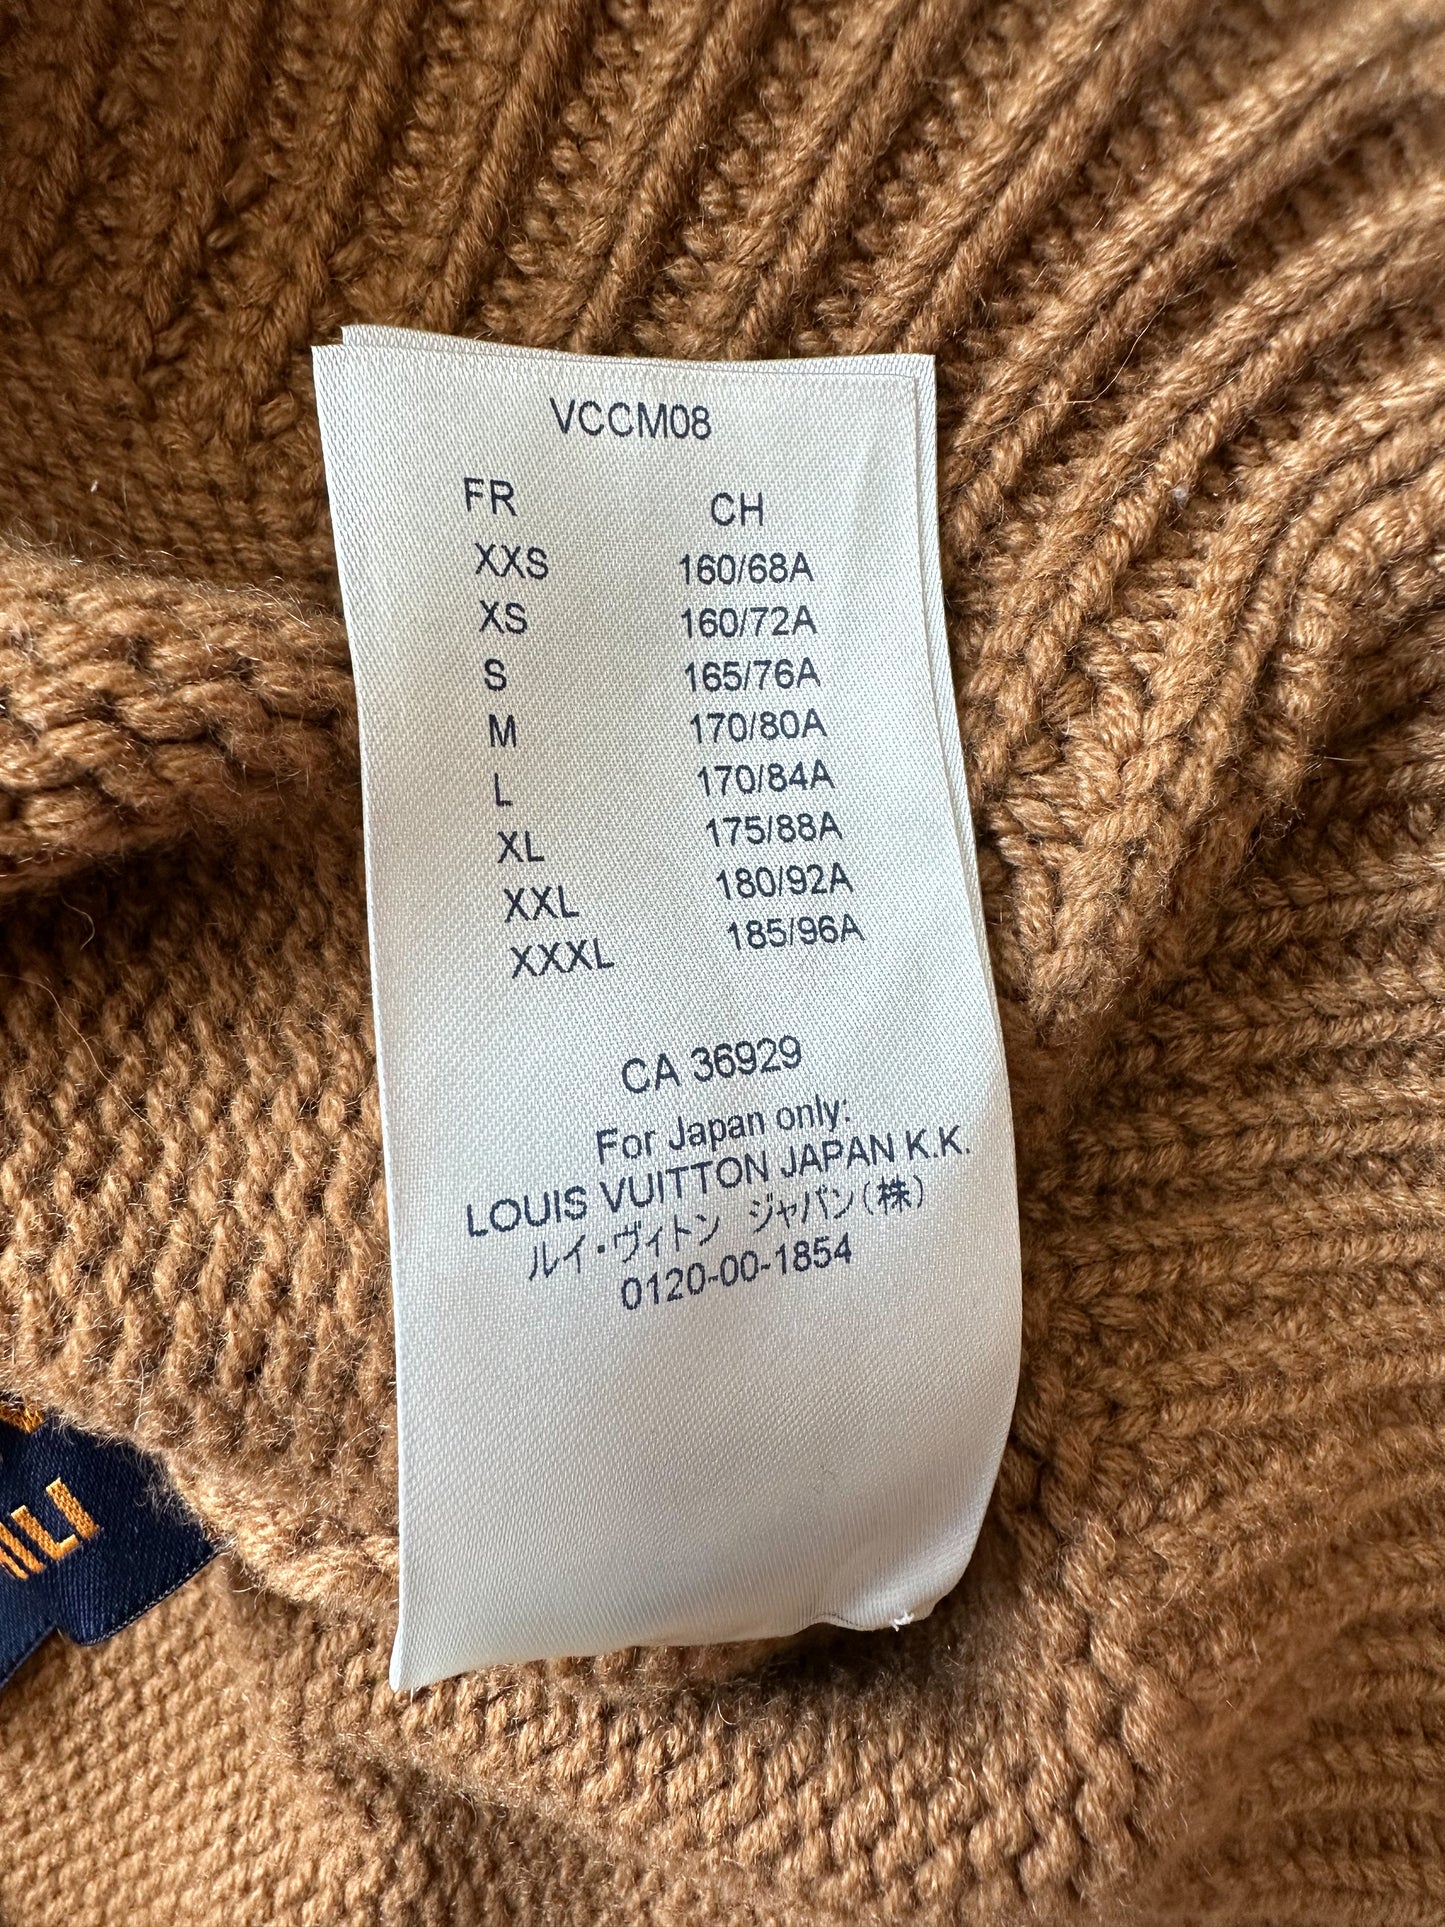 VCCM08
FR CH
XXS 160/68A
XS 160/72A
S 165/76A
M 170/80A
L 170/84A
XL 175/88A
XXL 180/92A
XXXL 185/96A
CA 36929
For Japan only:
LOUIS VUITTON JAPAN K.K.
ルイ・ヴィトン ジャパン(株)
0120-00-1854